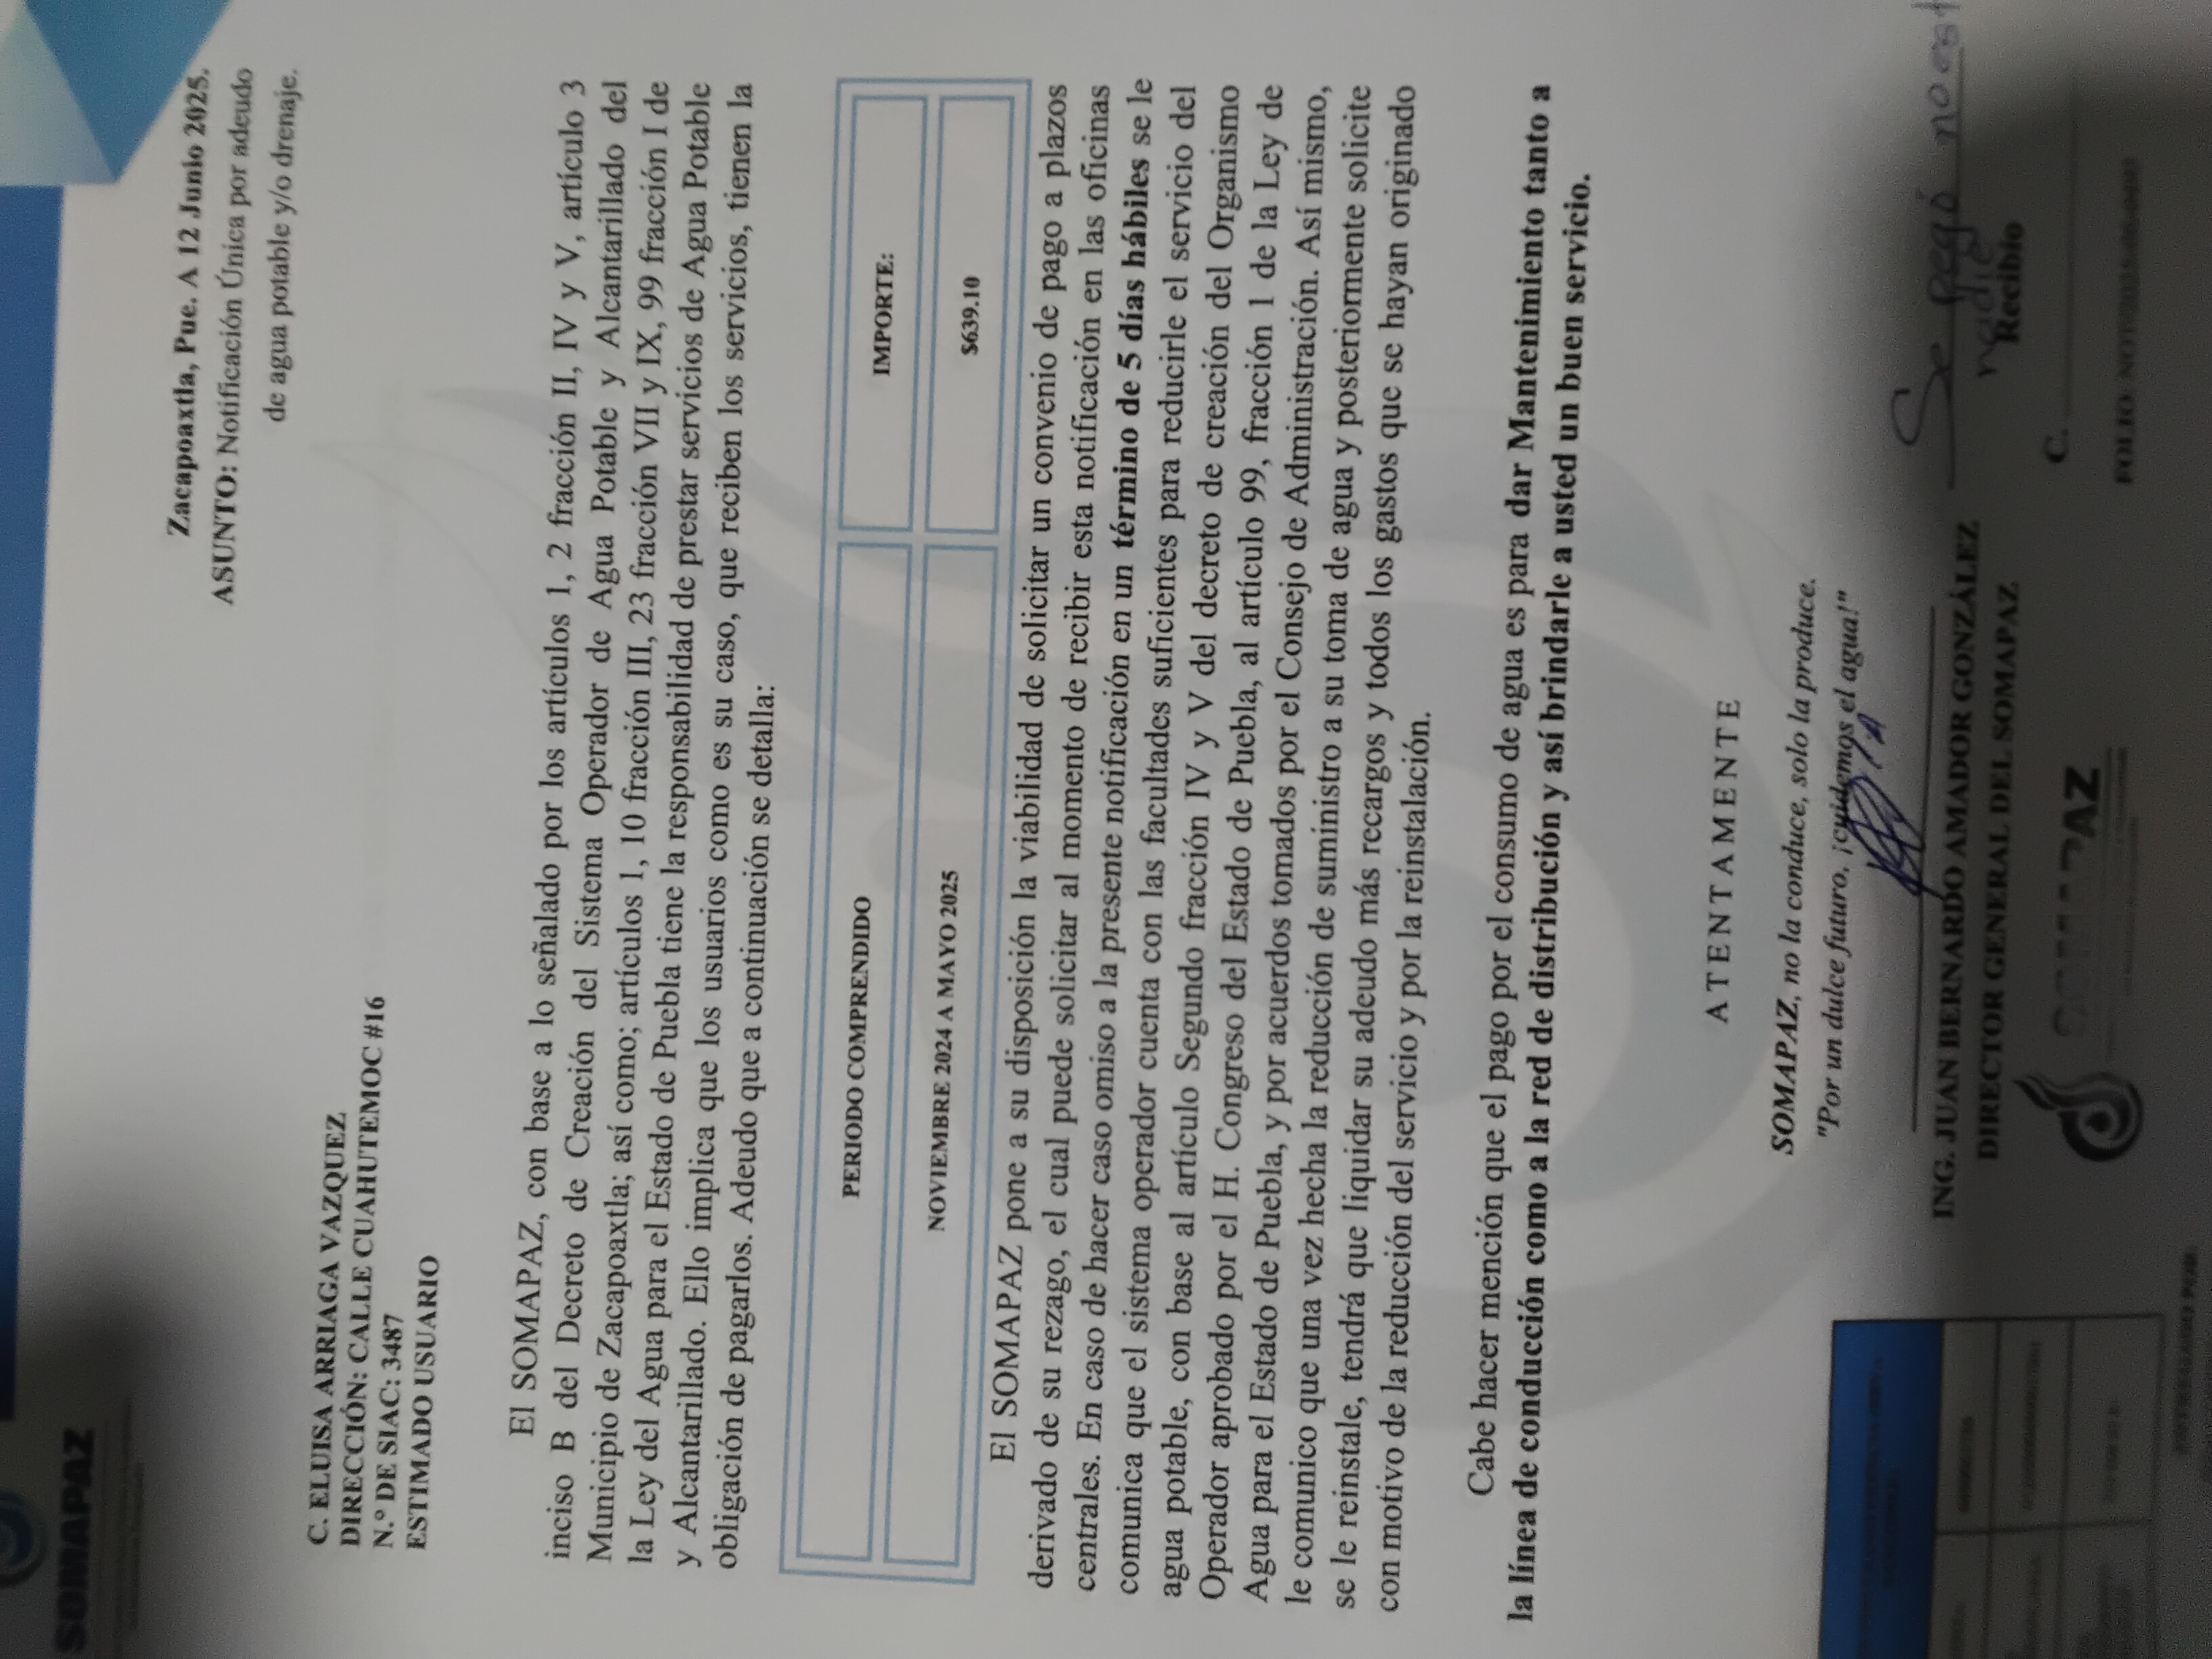 SOMAPAZ
Zacapoaxtla, Pue. A 12 Junio 2025.
ASUNTO: Notificación Única por adeudo
de agua potable y/o drenaje.
C. ELUISA ARRIAGA VAZQUEZ
DIRECCIÓN: CALLE CUAHUTEMOC #16
N.º DE SIAC: 3487
ESTIMADO USUARIO
El SOMAPAZ, con base a lo señalado por los artículos 1, 2 fracción II, IV y V, artículo 3
inciso B del Decreto de Creación del Sistema Operador de Agua Potable y Alcantarillado del
Municipio de Zacapoaxtla; así como; artículos 1, 10 fracción III, 23 fracción VII y IX, 99 fracción I de
la Ley del Agua para el Estado de Puebla tiene la responsabilidad de prestar servicios de Agua Potable
y Alcantarillado. Ello implica que los usuarios como es su caso, que reciben los servicios, tienen la
obligación de pagarlos. Adeudo que a continuación se detalla:
PERIODO COMPRENDIDO
IMPORTE:
NOVIEMBRE 2024 A MAYO 2025
$639.10
El SOMAPAZ pone a su disposición la viabilidad de solicitar un convenio de pago a plazos
derivado de su rezago, el cual puede solicitar al momento de recibir esta notificación en las oficinas
centrales. En caso de hacer caso omiso a la presente notificación en un término de 5 días hábiles se le
comunica que el sistema operador cuenta con las facultades suficientes para reducirle el servicio del
agua potable, con base al artículo Segundo fracción IV y V del decreto de creación del Organismo
Operador aprobado por el H. Congreso del Estado de Puebla, al artículo 99, fracción 1 de la Ley de
Agua para el Estado de Puebla, y por acuerdos tomados por el Consejo de Administración. Así mismo,
le comunico que una vez hecha la reducción de suministro a su toma de agua y posteriormente solicite
se le reinstale, tendrá que liquidar su adeudo más recargos y todos los gastos que se hayan originado
con motivo de la reducción del servicio y por la reinstalación.
Cabe hacer mención que el pago por el consumo de agua es para dar Mantenimiento tanto a
la línea de conducción como a la red de distribución y así brindarle a usted un buen servicio.
ATENTAMENTE
SOMAPAZ, no la conduce, solo la produce.
"Por un dulce futuro, ¡cuidemos el agua!"
ING. JUAN BERNARDO AMADOR GONZÁLEZ
DIRECTOR GENERAL DEL SOMAPAZ
SOMAPAZ
Se pegó no est
nadie
Recibio
C.
FOLIO:
ENTREGADO POR: